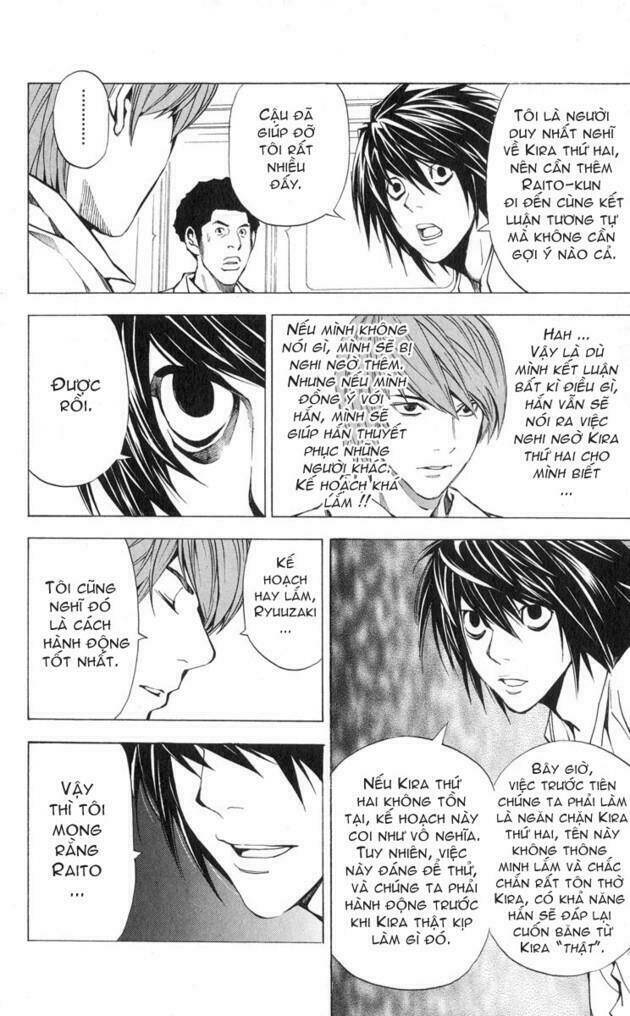 TÔI LÀ NGƯỜI
DUY NHẤT NGHĨ
VỀ KIRA THỨ HAI,
NÊN CẦN THÊM
RAITO-KUN
ĐI ĐẾN CÙNG KẾT
LUẬN TƯƠNG TỰ
MÀ KHÔNG CẦN
GỢI Ý NÀO CẢ.
CẬU ĐÃ
GIÚP ĐỠ
TÔI RẤT
NHIỀU
ĐẤY.
.........
HAH ...
VẬY LÀ DÙ
MÌNH KẾT LUẬN
BẤT KÌ ĐIỀU GÌ,
HẮN VẪN SẼ
NÓI RA VIỆC
NGHI NGỜ KIRA
THỨ HAI CHO
MÌNH BIẾT
...
NẾU MÌNH KHÔNG
NÓI GÌ, MÌNH SẼ BỊ
NGHI NGỜ THÊM.
NHƯNG NẾU MÌNH
ĐỒNG Ý VỚI
HẮN, MÌNH SẼ
GIÚP HẮN THUYẾT
PHỤC NHỮNG
NGƯỜI KHÁC.
KẾ HOẠCH KHÁ
LẮM !!
ĐƯỢC
RỒI.
BÂY GIỜ,
VIỆC TRƯỚC TIÊN
CHÚNG TA PHẢI LÀM
LÀ NGĂN CHẶN KIRA
THỨ HAI, TÊN NÀY
KHÔNG THÔNG
MINH LẮM VÀ CHẮC
CHẮN RẤT TÔN THỜ
KIRA, CÓ KHẢ NĂNG
HẮN SẼ ĐÁP LẠI
CUỐN BĂNG TỪ
KIRA "THẬT".
NẾU KIRA THỨ
HAI KHÔNG TỒN
TẠI, KẾ HOẠCH NÀY
COI NHƯ VÔ NGHĨA.
TUY NHIÊN, VIỆC
NÀY ĐÁNG ĐỂ THỬ,
VÀ CHÚNG TA PHẢI
HÀNH ĐỘNG TRƯỚC
KHI KIRA THẬT KỊP
LÀM GÌ ĐÓ.
KẾ
HOẠCH
HAY LẮM,
RYUUZAKI
...
TÔI CŨNG
NGHĨ ĐÓ
LÀ CÁCH
HÀNH ĐỘNG
TỐT NHẤT.
VẬY
THÌ TÔI
MONG
RẰNG
RAITO
...